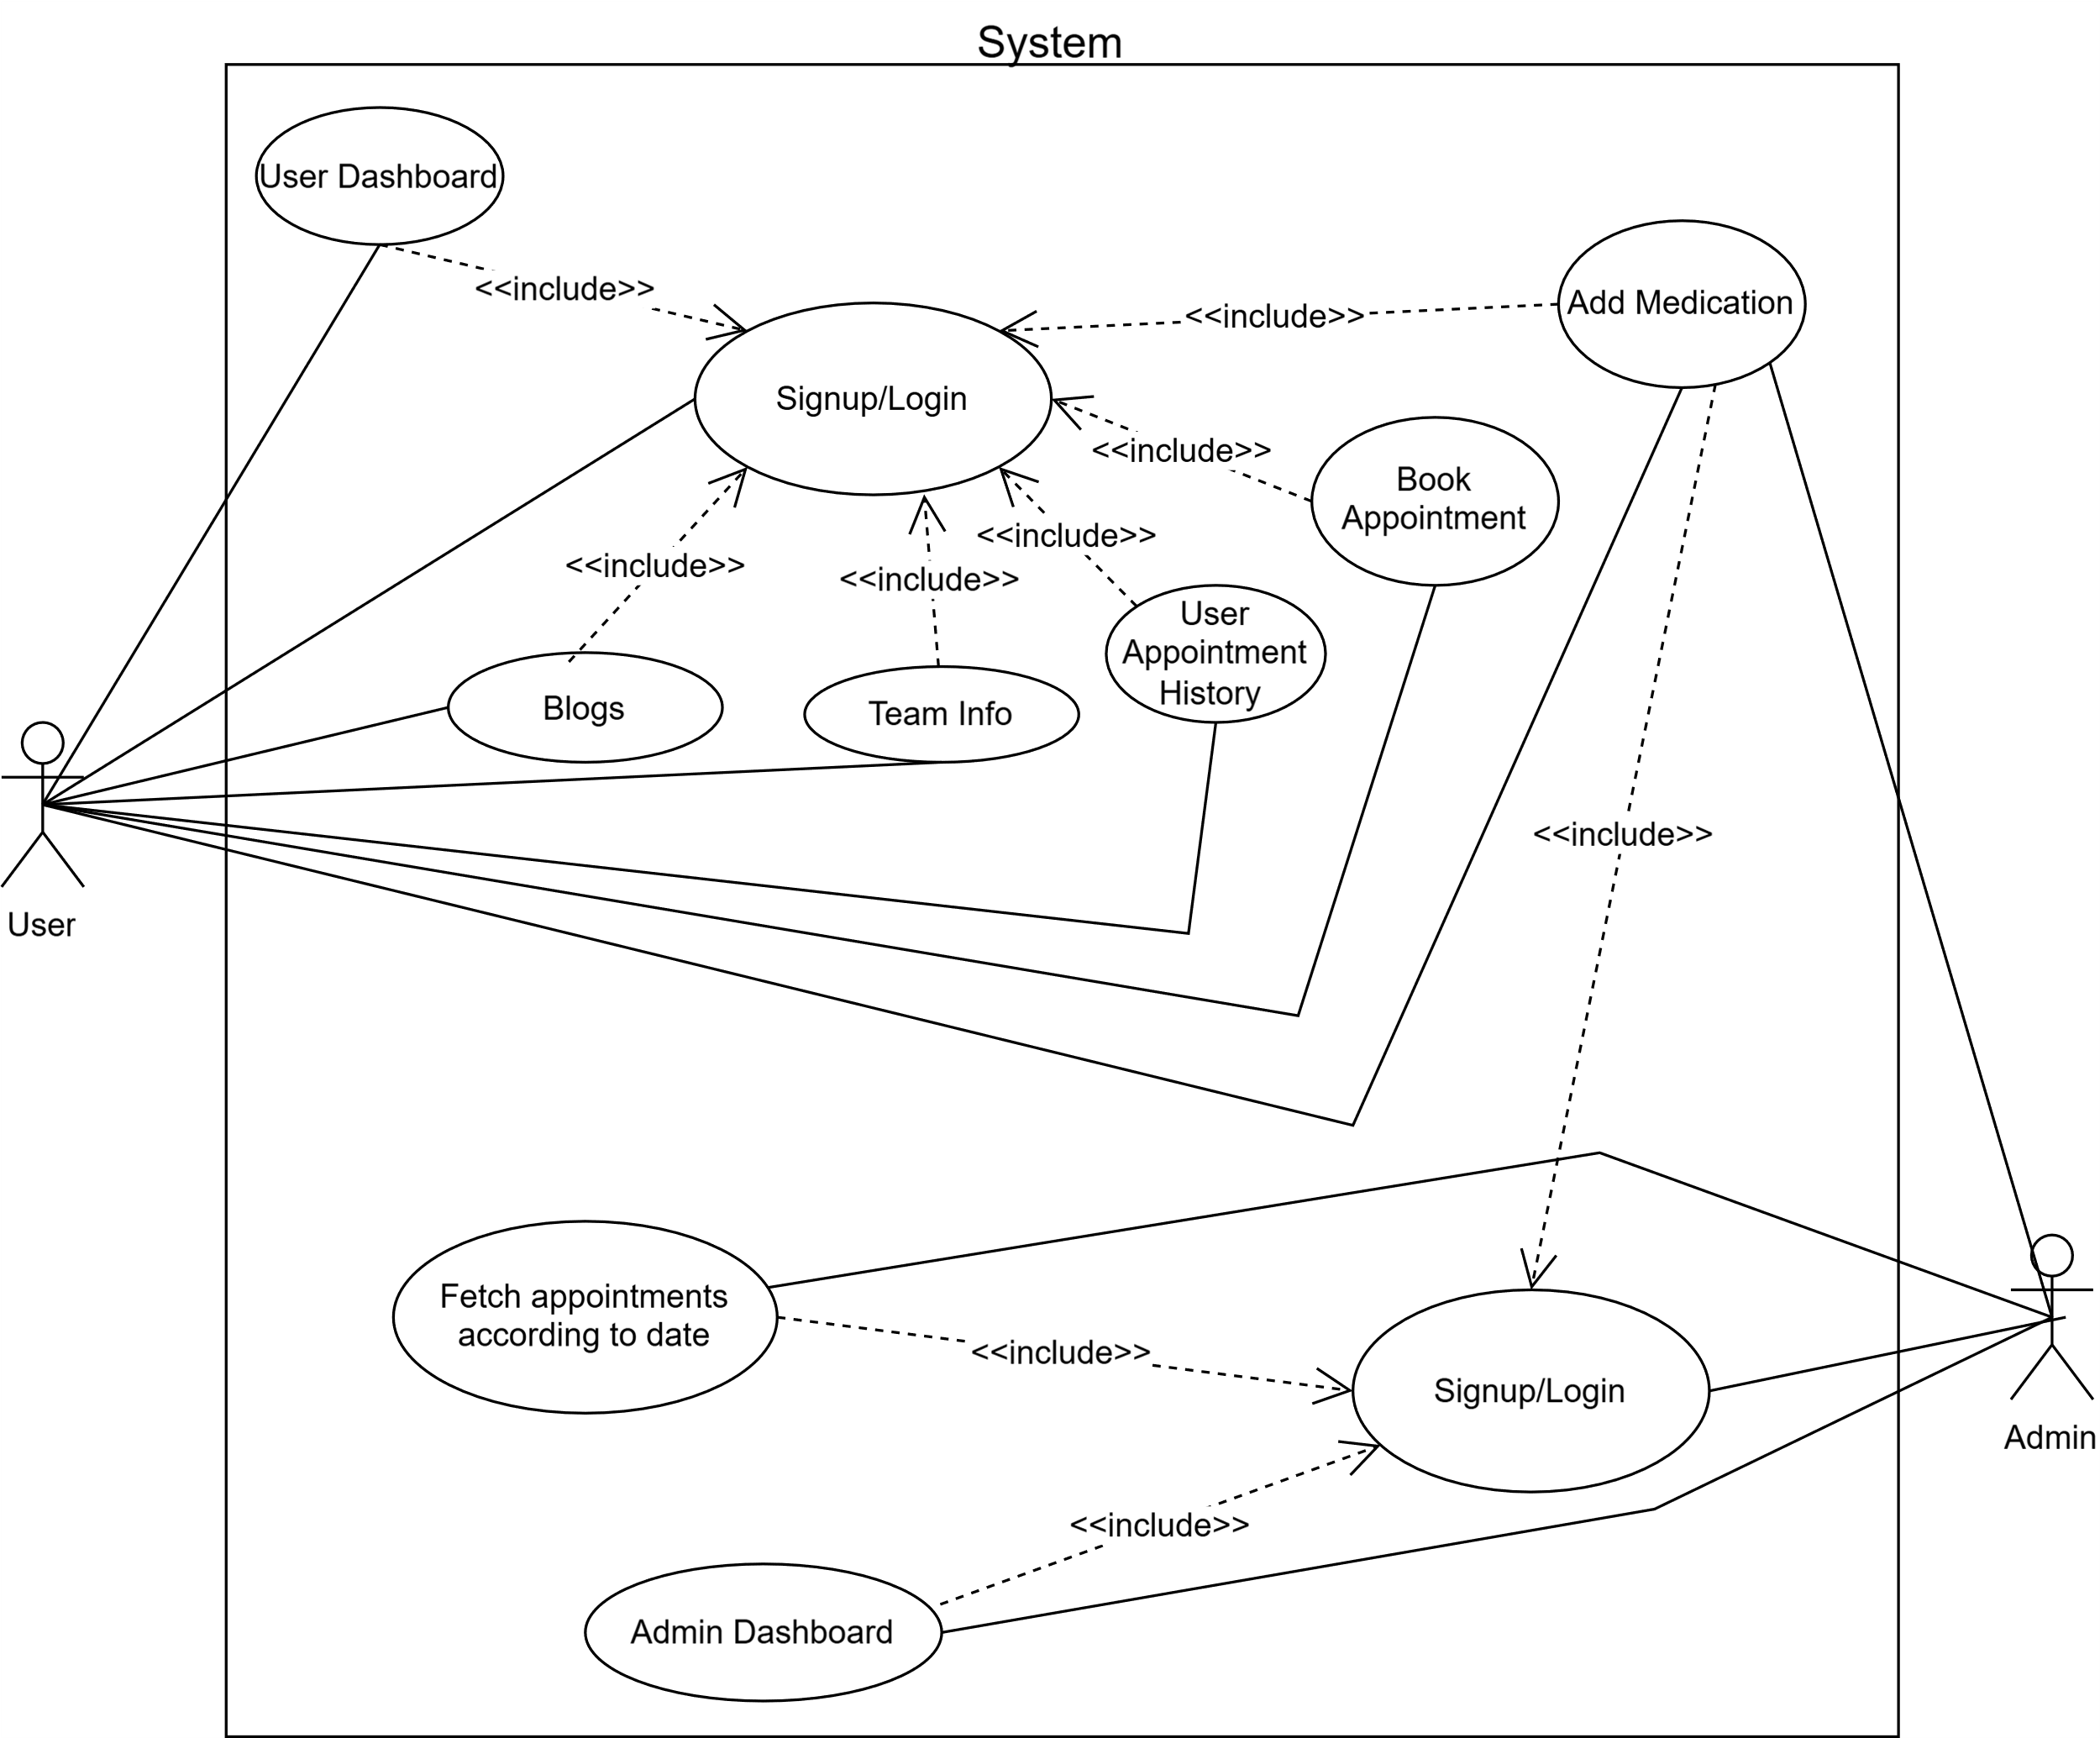 System
User Dashboard
<<include>>
<<include>>
Add Medication
Signup/Login
<<include>>
Book
Appointment
<<include>>
<<include>>
<<include>>
User
Appointment
History
Blogs
Team Info
<<include>>
User
Fetch appointments
according to date
<<include>>
Signup/Login
Admin
<<include>>
Admin Dashboard